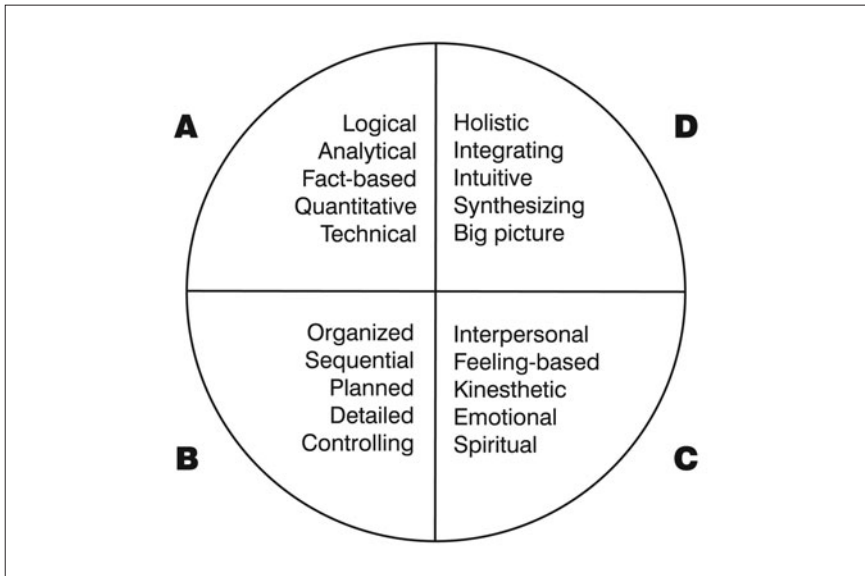 A
Logical
Analytical
Fact-based
Quantitative
Technical
D
Holistic
Integrating
Intuitive
Synthesizing
Big picture
B
Organized
Sequential
Planned
Detailed
Controlling
C
Interpersonal
Feeling-based
Kinesthetic
Emotional
Spiritual